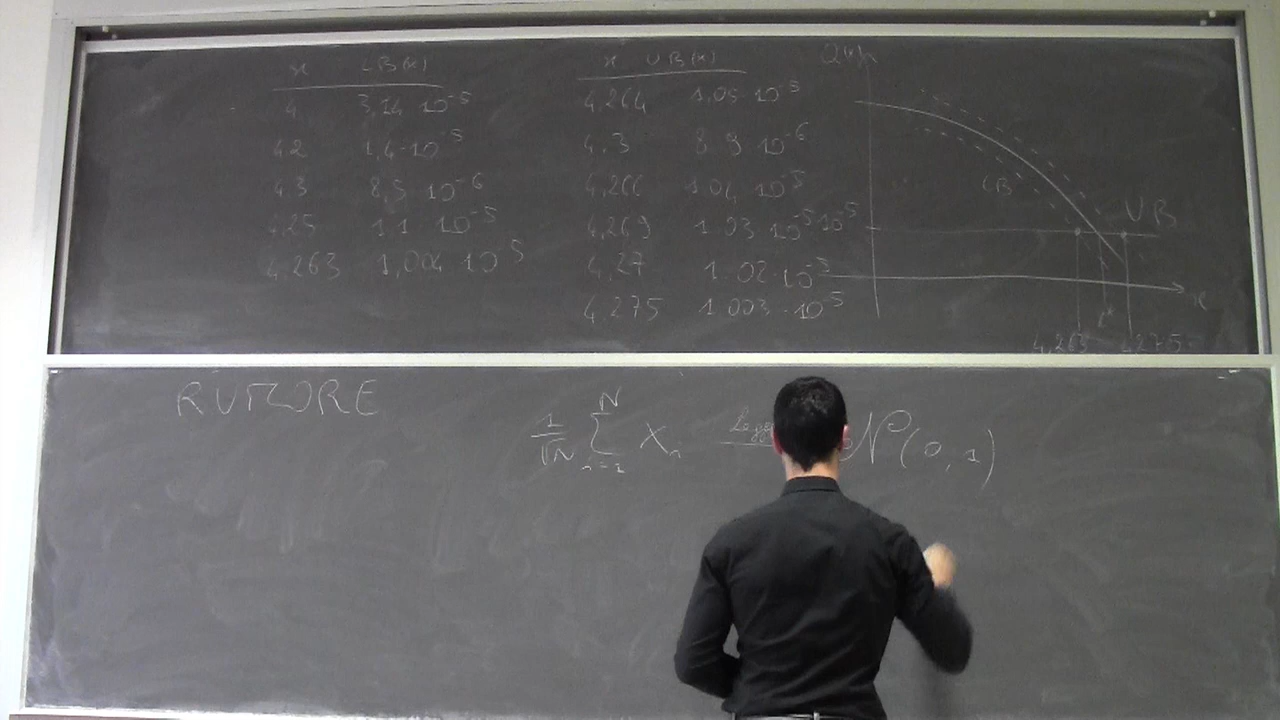 x LB(x)
4 3,14 10^-5
4.2 1,4·10^-5
4.3 8,5 10^-6
4.25 1.1 10^-5
4.263 1,004·10^-5
x UB(x)
4,264 1,05·10^-5
4.3 8.9 10^-6
4,266 1.04 10^-5
4,269 1.03 10^-5
4,27 1.02·10^-5
4.275 1.003·10^-5
Q(x)
LB
UB
10^-5
x
x*
4,263 4,275
RUMORE
1/√N ∑_{n=1}^{N} X_n N(0,1)